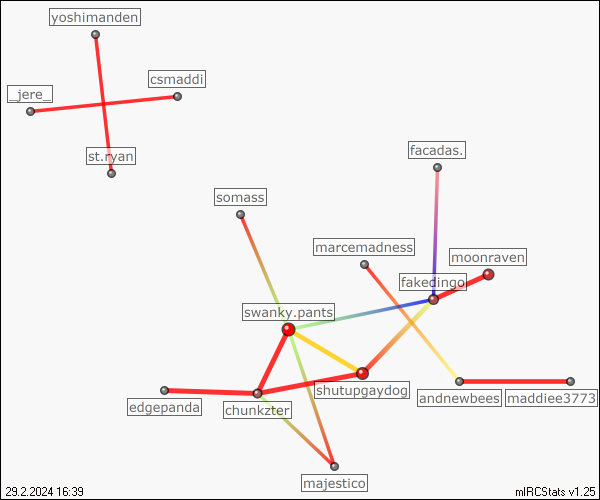 yoshimanden
csmaddi
_jere_
st.ryan
facadas.
somass
marcemadness
moonraven
fakedingo
swanky.pants
shutupgaydog
edgepanda
chunkzter
andnewbees
maddiee3773
majestico
29.2.2024 16:39
mIRCStats v1.25